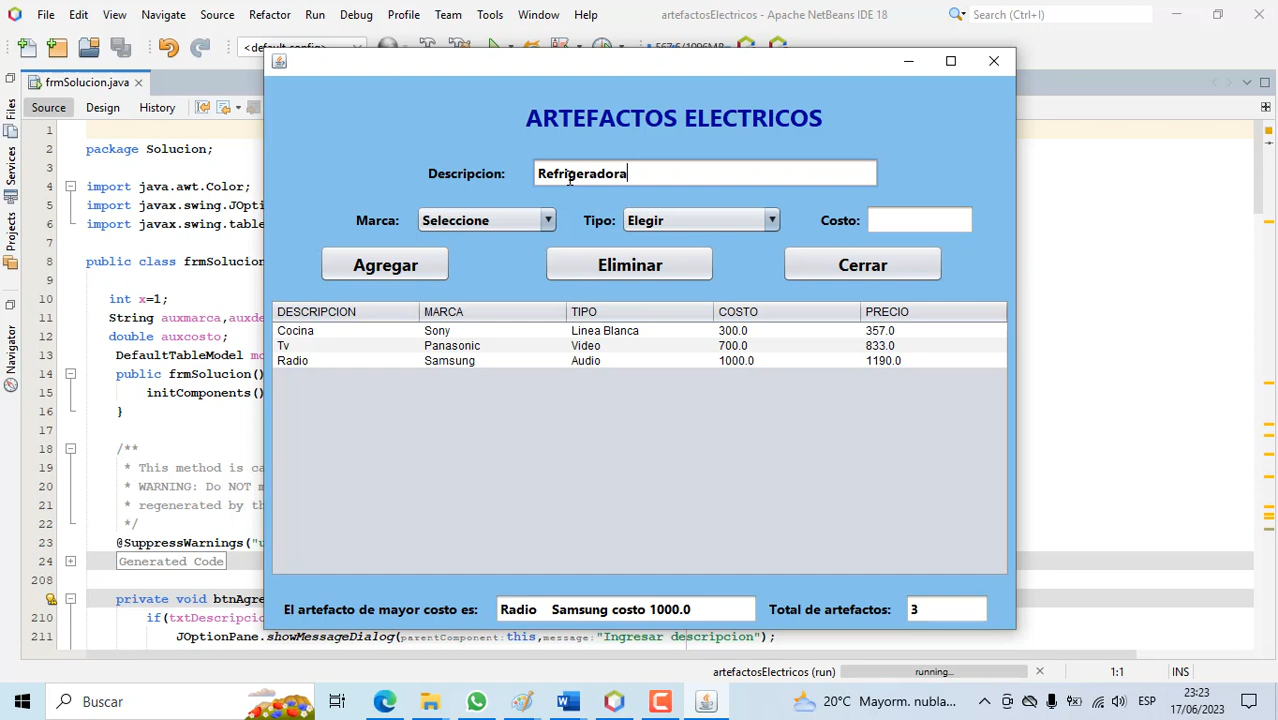 File Edit View Navigate Source Refactor Run Debug Profile Team Tools Window Help
artefactosElectricos - Apache NetBeans IDE 18
Search (Ctrl+I)
<default config>
567.6/1096MB
frmSolucion.java
Source Design History
Files
Services
Projects
Navigator
1
2 package Solucion;
3
4 import java.awt.Color;
5 import javax.swing.JOpti
6 import javax.swing.table
7
8 public class frmSolucion
9
10 int x=1;
11 String auxmarca,auxde
12 double auxcosto;
13 DefaultTableModel mo
14 public frmSolucion()
15 initComponents()
16 }
17
18 /**
19 * This method is ca
20 * WARNING: Do NOT m
21 * regenerated by th
22 */
23 @SuppressWarnings("u
24 Generated Code
208
private void btnAgre
210 if(txtDescripcio
211 JOptionPane.showMessageDialog(parentComponent:this,message:"Ingresar descripcion");
ARTEFACTOS ELECTRICOS
Descripcion: Refrigeradora
Marca: Seleccione Tipo: Elegir Costo:
Agregar Eliminar Cerrar
DESCRIPCION MARCA TIPO COSTO PRECIO
Cocina Sony Linea Blanca 300.0 357.0
Tv Panasonic Video 700.0 833.0
Radio Samsung Audio 1000.0 1190.0
El artefacto de mayor costo es: Radio Samsung costo 1000.0 Total de artefactos: 3
artefactosElectricos (run) running... 1:1 INS
Buscar
20°C Mayorm. nubla...
ESP
23:23
17/06/2023